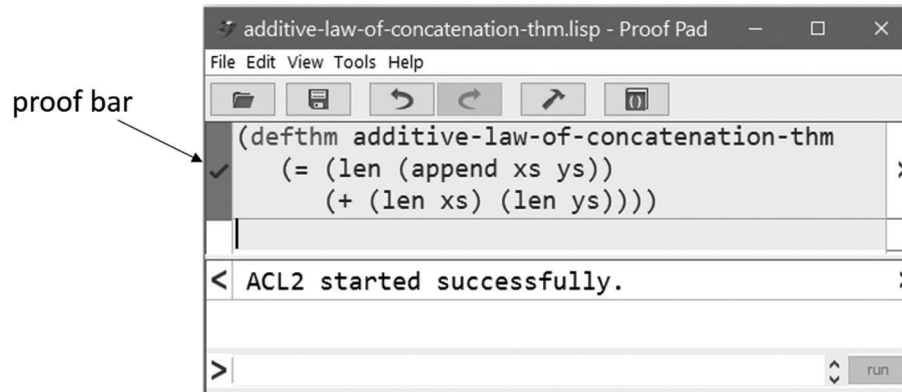 additive-law-of-concatenation-thm.lisp - Proof Pad
File Edit View Tools Help
proof bar
(defthm additive-law-of-concatenation-thm
(= (len (append xs ys))
(+ (len xs) (len ys))))
< ACL2 started successfully.
>
run